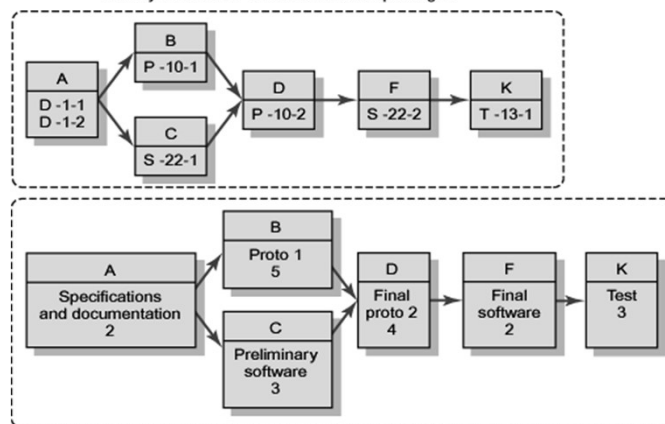 B
P -10-1
A
D -1-1
D -1-2
D
P -10-2
F
S -22-2
K
T -13-1
C
S -22-1
B
Proto 1
5
A
Specifications
and documentation
2
D
Final
proto 2
4
F
Final
software
2
K
Test
3
C
Preliminary
software
3